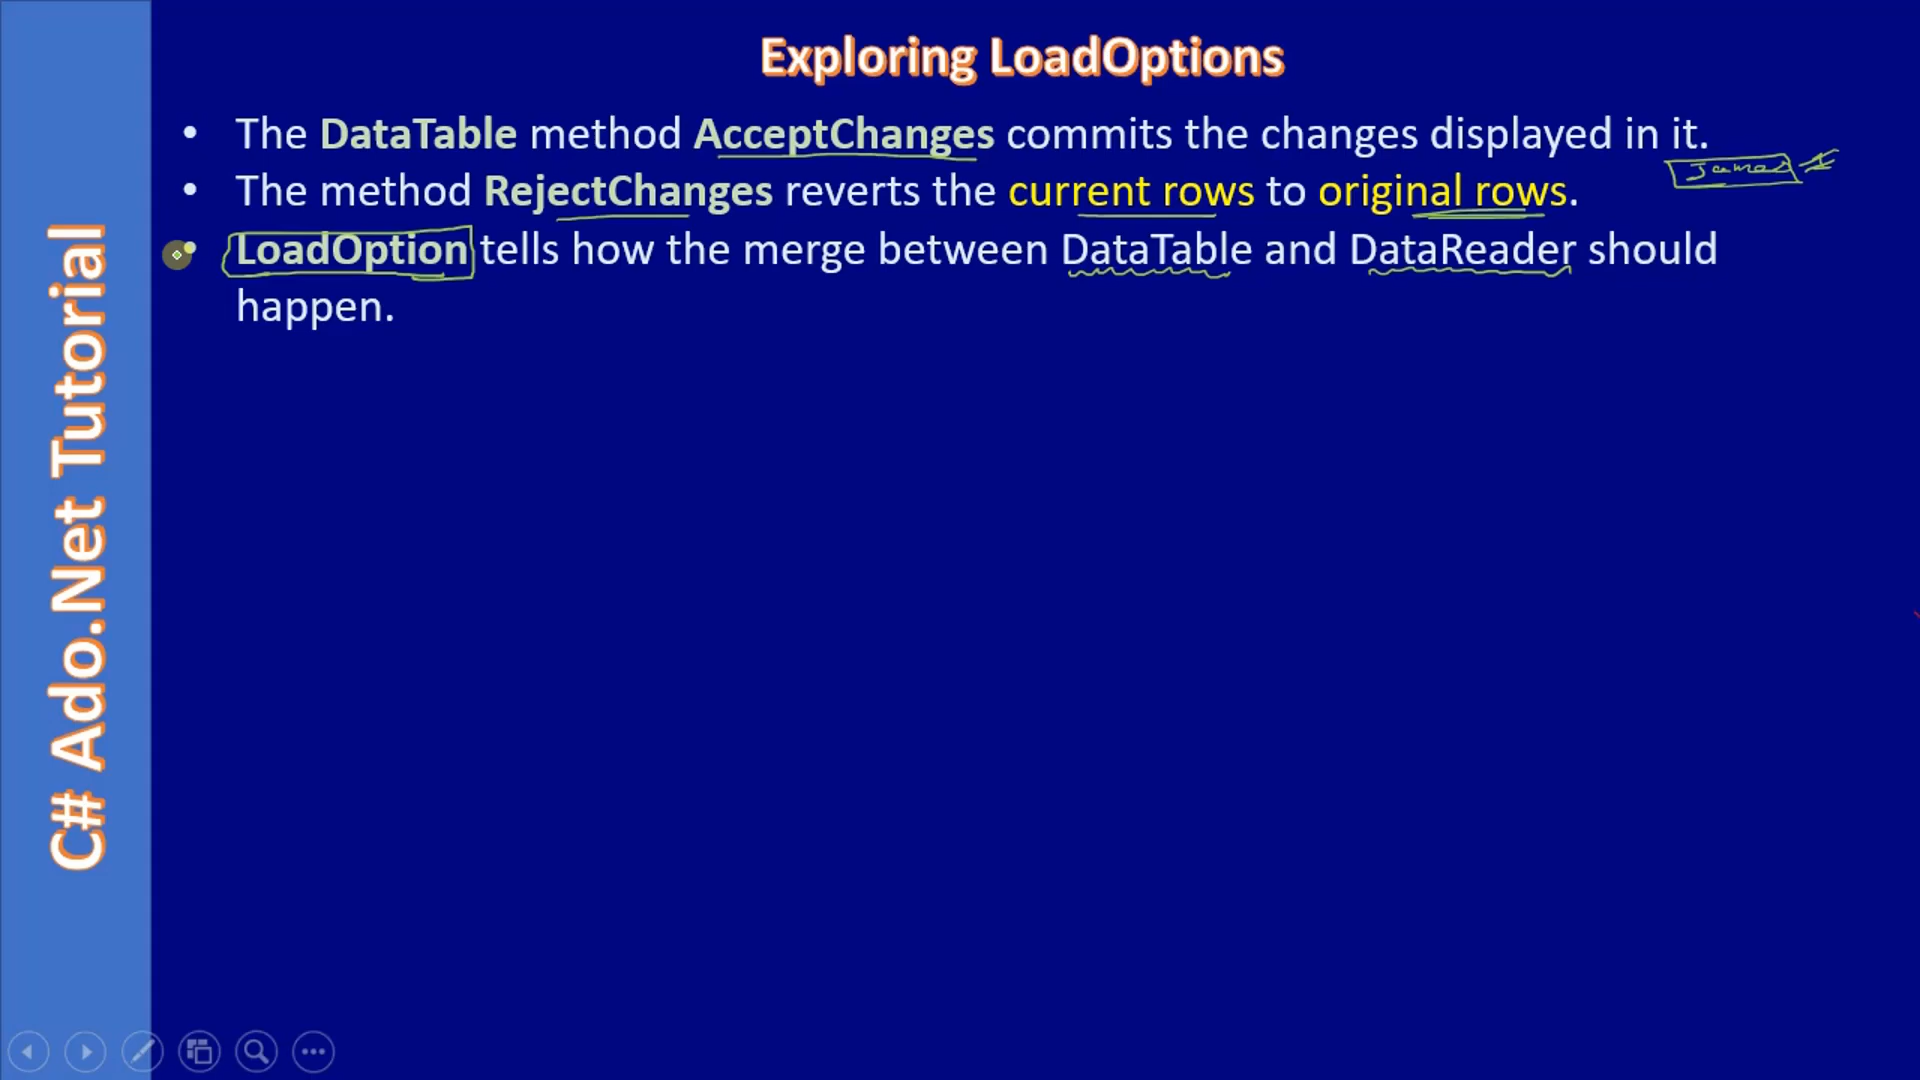 Exploring LoadOptions
• The DataTable method AcceptChanges commits the changes displayed in it.
James
• The method RejectChanges reverts the current rows to original rows.
• LoadOption tells how the merge between DataTable and DataReader should
happen.
C# Ado.Net Tutorial